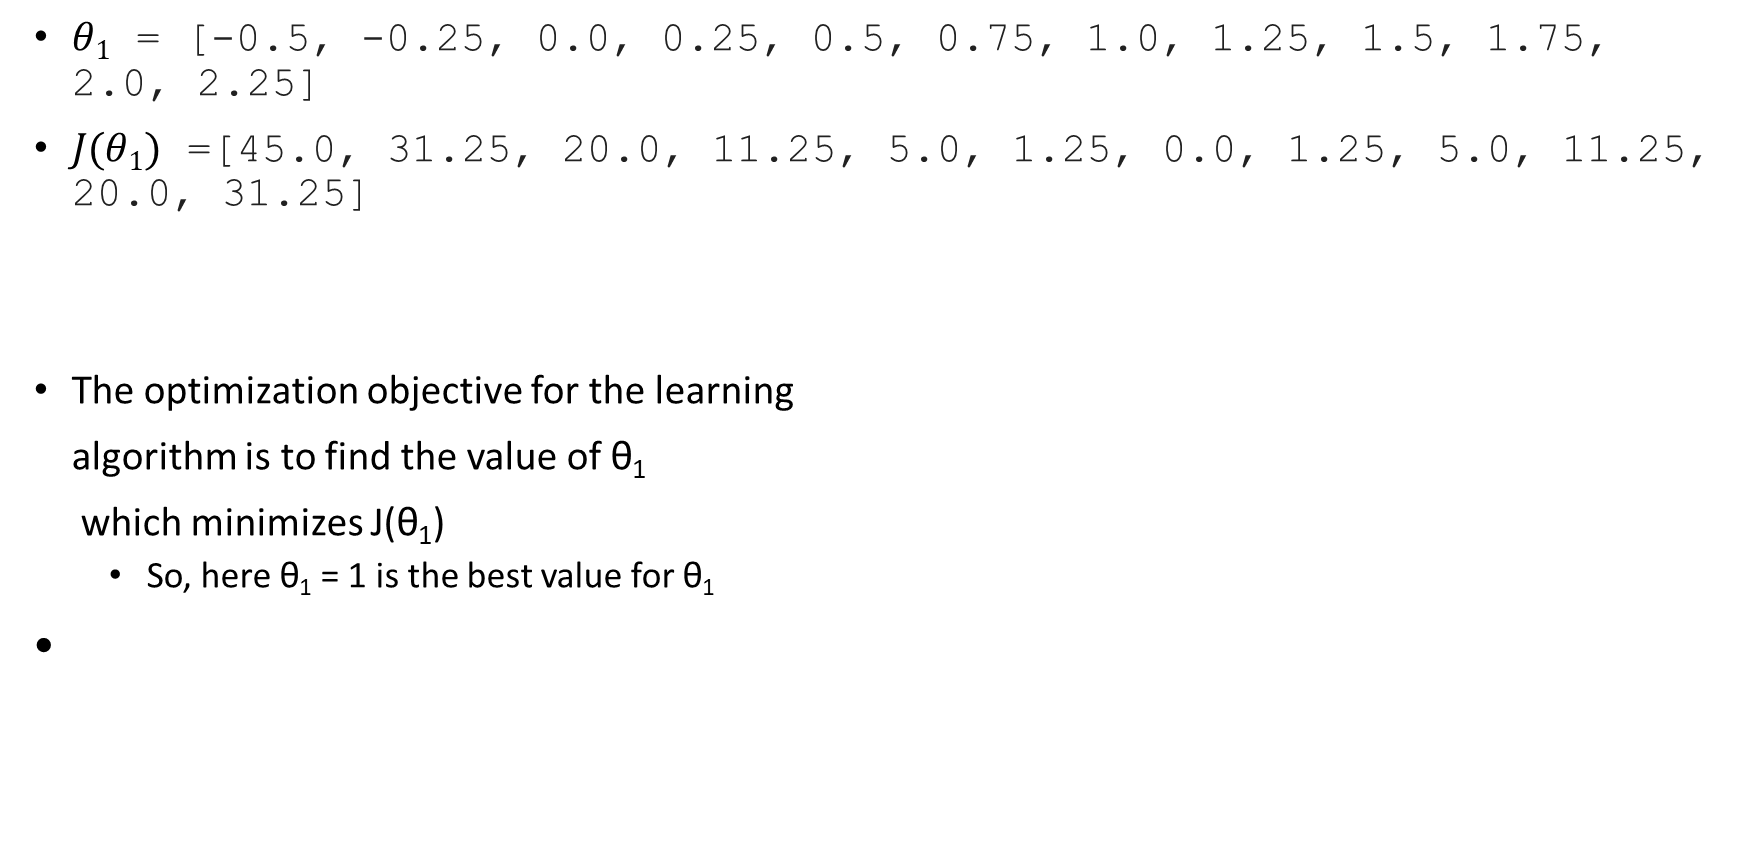 • θ₁ = [-0.5, -0.25, 0.0, 0.25, 0.5, 0.75, 1.0, 1.25, 1.5, 1.75,
2.0, 2.25]
• J(θ₁) =[45.0, 31.25, 20.0, 11.25, 5.0, 1.25, 0.0, 1.25, 5.0, 11.25,
20.0, 31.25]
• The optimization objective for the learning
algorithm is to find the value of θ₁
which minimizes J(θ₁)
• So, here θ₁ = 1 is the best value for θ₁
•